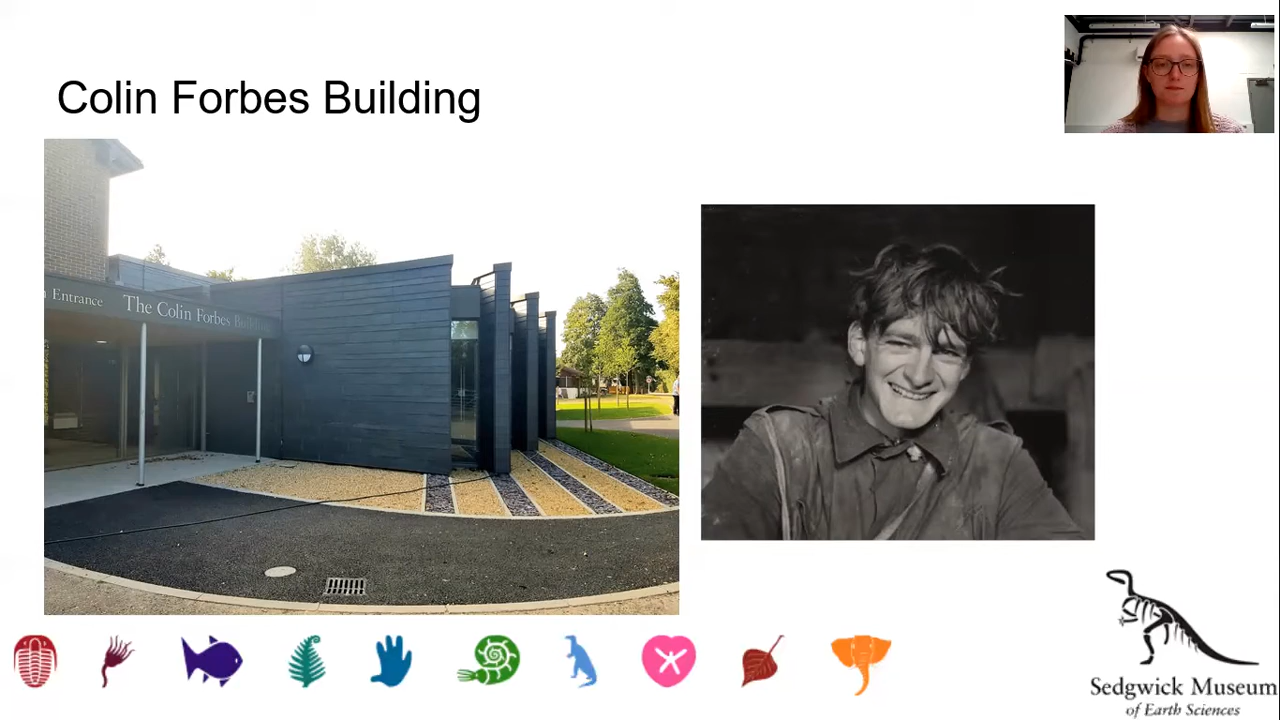 Colin Forbes Building
Entrance
The Colin Forbes Building
Sedgwick Museum
of Earth Sciences